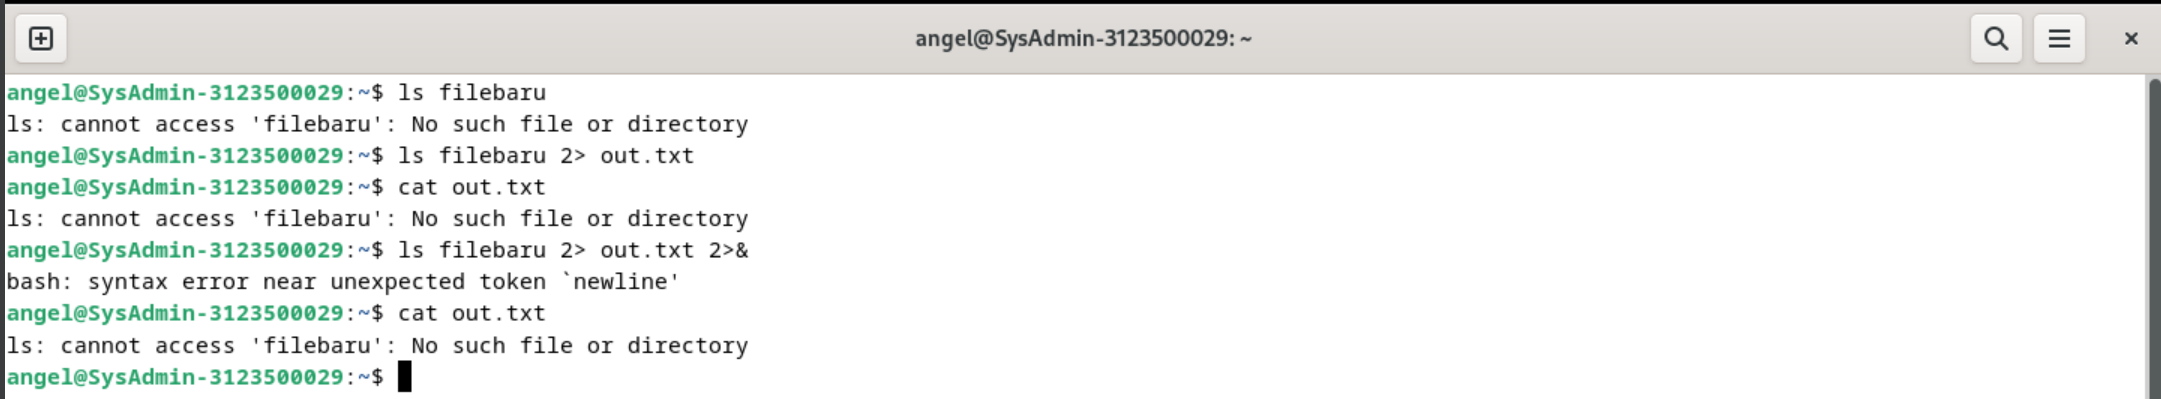 angel@SysAdmin-3123500029: ~
angel@SysAdmin-3123500029:~$ ls filebaru
ls: cannot access 'filebaru': No such file or directory
angel@SysAdmin-3123500029:~$ ls filebaru 2> out.txt
angel@SysAdmin-3123500029:~$ cat out.txt
ls: cannot access 'filebaru': No such file or directory
angel@SysAdmin-3123500029:~$ ls filebaru 2> out.txt 2>&
bash: syntax error near unexpected token `newline'
angel@SysAdmin-3123500029:~$ cat out.txt
ls: cannot access 'filebaru': No such file or directory
angel@SysAdmin-3123500029:~$